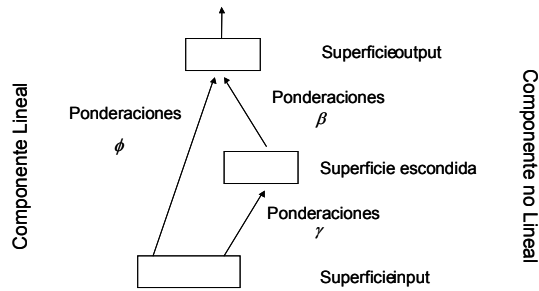 Superficieoutput
Componente Lineal
Componente no Lineal
Ponderaciones
β
Ponderaciones
ϕ
Superficie escondida
Ponderaciones
γ
Superficieinput